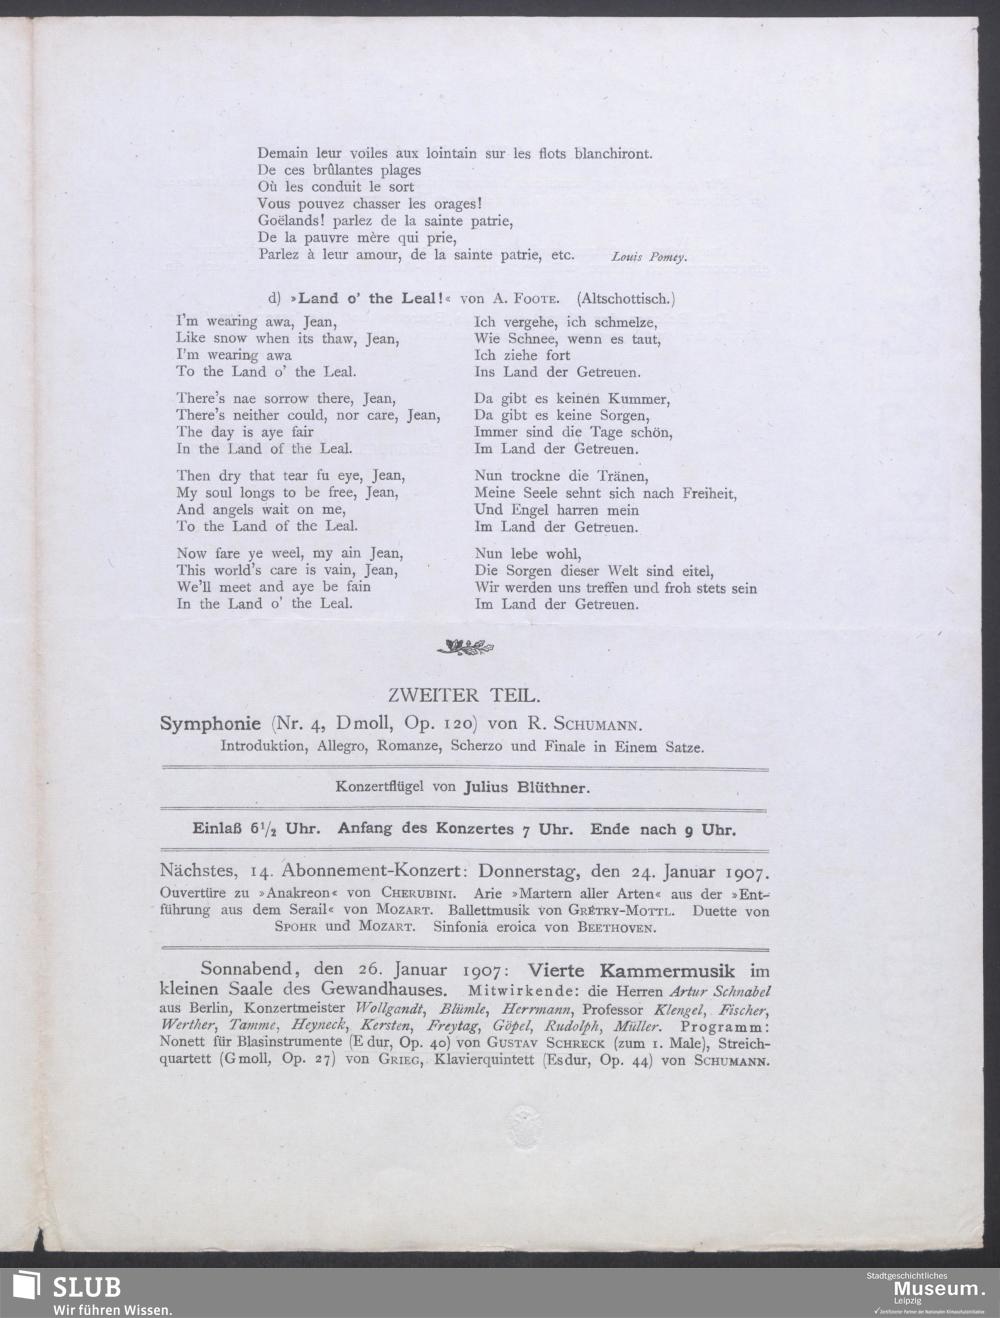 Demain leur voiles aux lointain sur les flots blanchiront.
De ces brûlantes plages
Où les conduit le sort
Vous pouvez chasser les orages!
Goëlands! parlez de la sainte patrie,
De la pauvre mère qui prie,
Parlez à leur amour, de la sainte patrie, etc. Louis Pomey.
d) »Land o' the Leal!« von A. Foote. (Altschottisch.)
I'm wearing awa, Jean,
Like snow when its thaw, Jean,
I'm wearing awa
To the Land o' the Leal.
There's nae sorrow there, Jean,
There's neither could, nor care, Jean,
The day is aye fair
In the Land of the Leal.
Then dry that tear fu eye, Jean,
My soul longs to be free, Jean,
And angels wait on me,
To the Land of the Leal.
Now fare ye weel, my ain Jean,
This world's care is vain, Jean,
We'll meet and aye be fain
In the Land o' the Leal.
Ich vergehe, ich schmelze,
Wie Schnee, wenn es taut,
Ich ziehe fort
Ins Land der Getreuen.
Da gibt es keinen Kummer,
Da gibt es keine Sorgen,
Immer sind die Tage schön,
Im Land der Getreuen.
Nun trockne die Tränen,
Meine Seele sehnt sich nach Freiheit,
Und Engel harren mein
Im Land der Getreuen.
Nun lebe wohl,
Die Sorgen dieser Welt sind eitel,
Wir werden uns treffen und froh stets sein
Im Land der Getreuen.
ZWEITER TEIL.
Symphonie (Nr. 4, Dmoll, Op. 120) von R. Schumann.
Introduktion, Allegro, Romanze, Scherzo und Finale in Einem Satze.
Konzertflügel von Julius Blüthner.
Einlaß 6½ Uhr. Anfang des Konzertes 7 Uhr. Ende nach 9 Uhr.
Nächstes, 14. Abonnement-Konzert: Donnerstag, den 24. Januar 1907.
Ouvertüre zu »Anakreon« von Cherubini. Arie »Martern aller Arten« aus der »Ent-
führung aus dem Serail« von Mozart. Ballettmusik von Grétry-Mottl. Duette von
Spohr und Mozart. Sinfonia eroica von Beethoven.
Sonnabend, den 26. Januar 1907: Vierte Kammermusik im
kleinen Saale des Gewandhauses. Mitwirkende: die Herren Artur Schnabel
aus Berlin, Konzertmeister Wollgandt, Blümle, Herrmann, Professor Klengel, Fischer,
Werther, Tamme, Heyneck, Kersten, Freytag, Göpel, Rudolph, Müller. Programm:
Nonett für Blasinstrumente (E dur, Op. 40) von Gustav Schreck (zum 1. Male), Streich-
quartett (Gmoll, Op. 27) von Grieg, Klavierquintett (Esdur, Op. 44) von Schumann.
SLUB
Wir führen Wissen.
Stadtgeschichtliches
Museum.
Leipzig
Zertifizierter Partner der Nationalen Klimaschutzinitiative